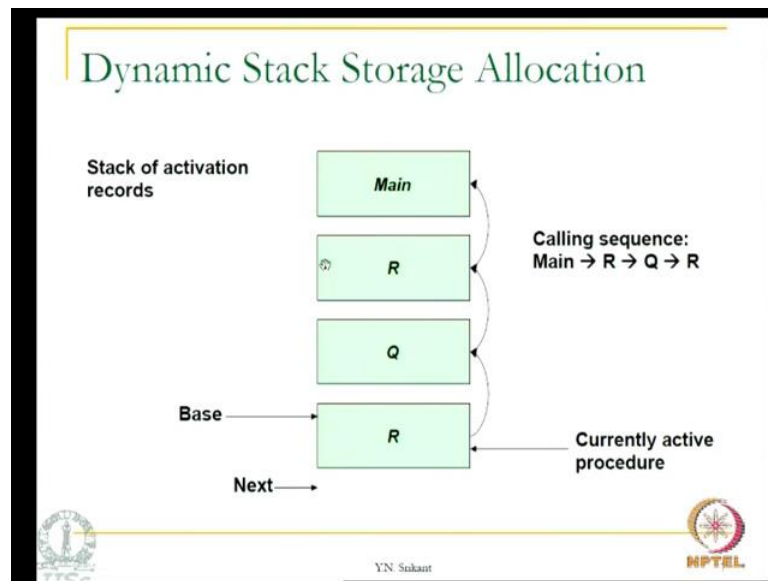 Dynamic Stack Storage Allocation
Stack of activation
records
Main
R
Calling sequence:
Main → R → Q → R
Q
Base
R
Currently active
procedure
Next
Y.N. Srikant
NPTEL
IISc